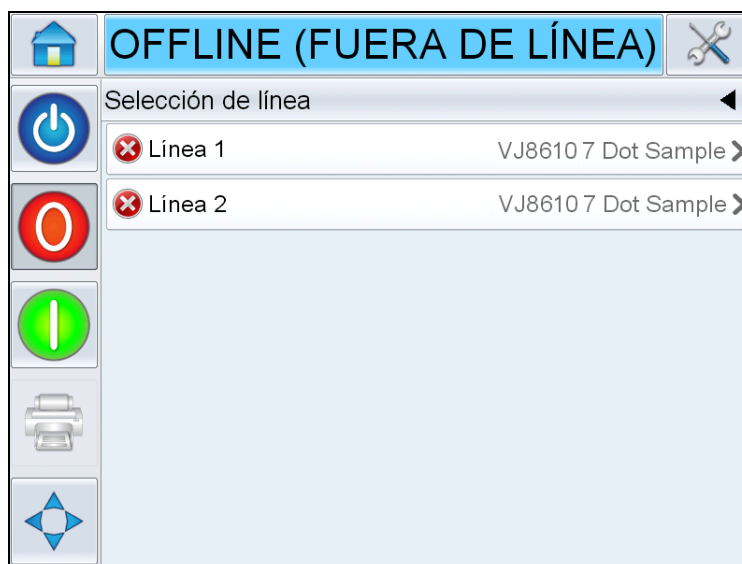 OFFLINE (FUERA DE LÍNEA)
Selección de línea
Línea 1 VJ8610 7 Dot Sample
Línea 2 VJ8610 7 Dot Sample